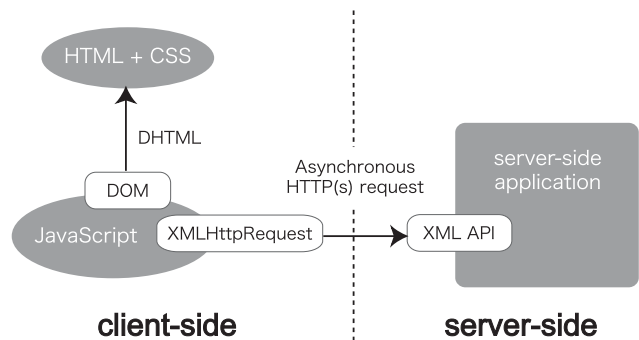 HTML + CSS
DHTML
DOM
JavaScript
XMLHttpRequest
Asynchronous
HTTP(s) request
server-side
application
XML API
client-side
server-side